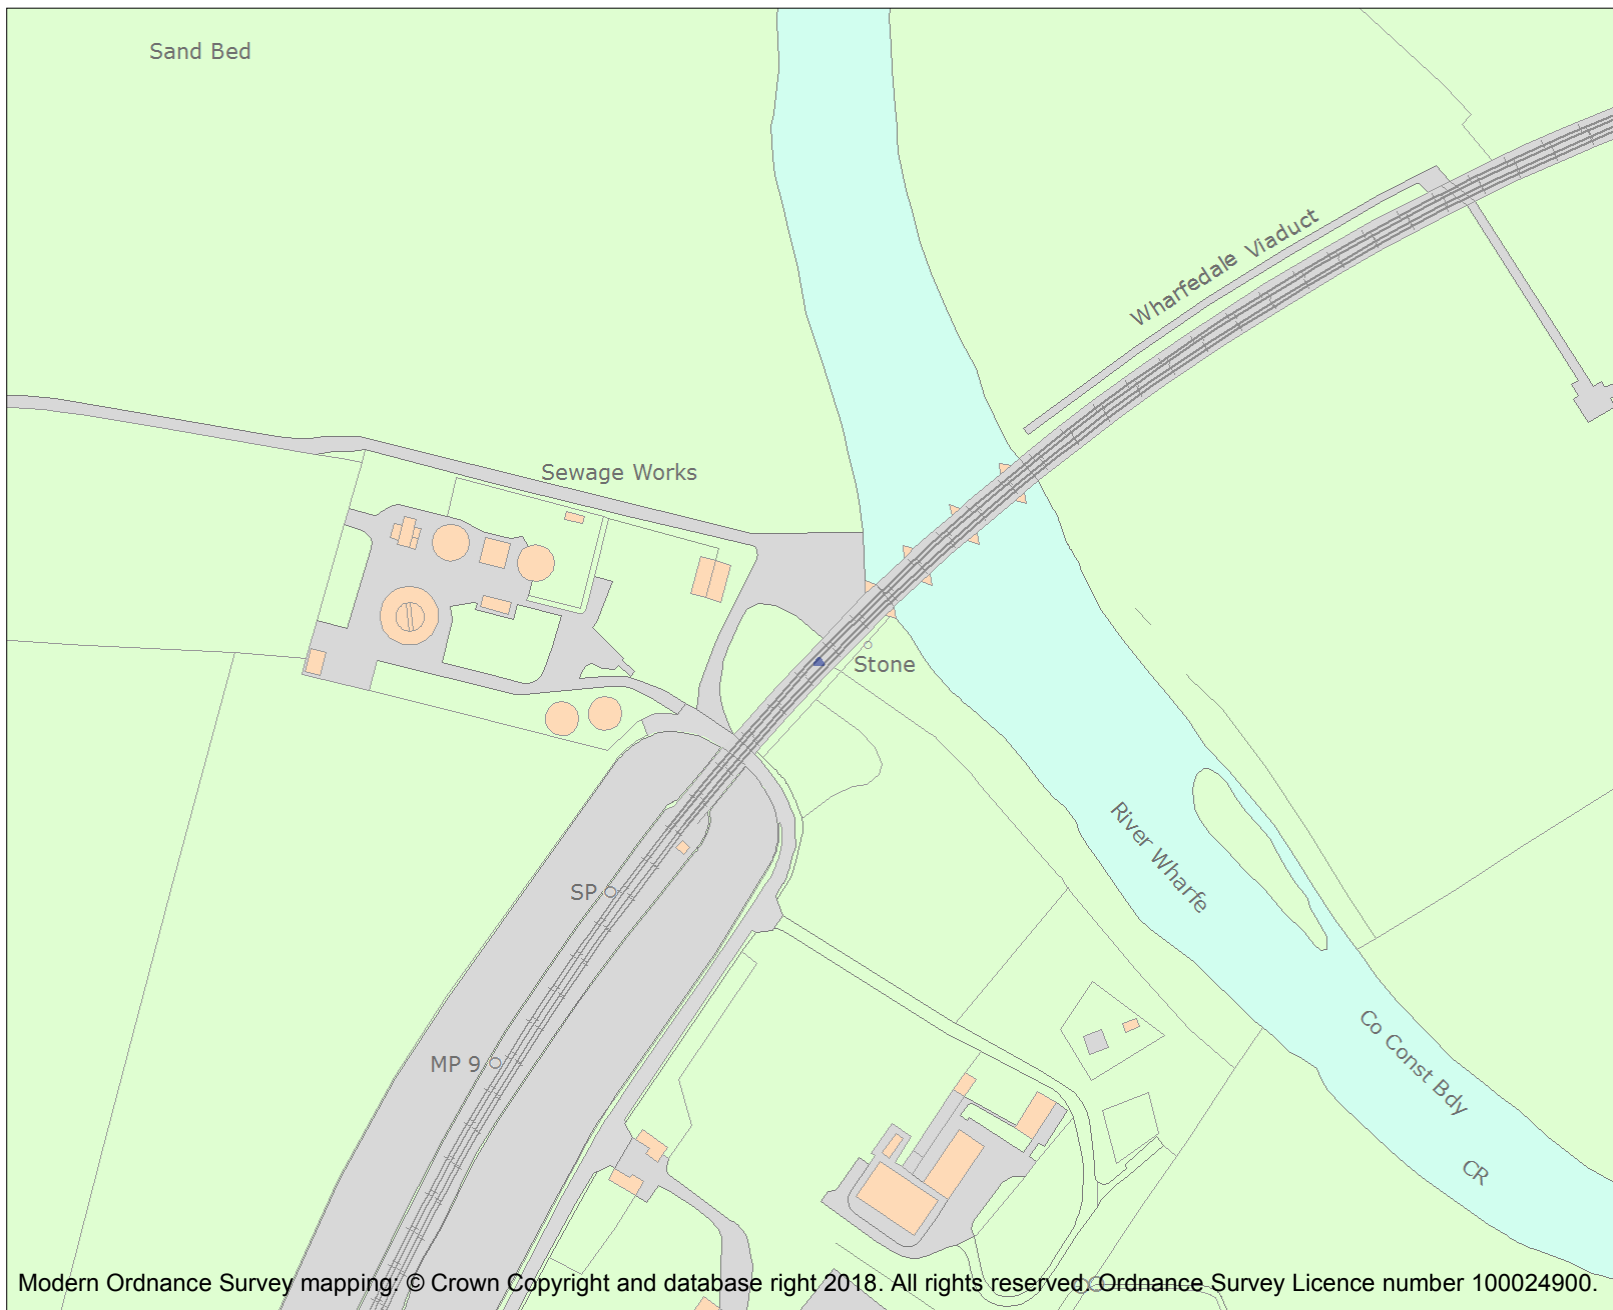 Sand Bed
Wharfedale Viaduct
Sewage Works
Stone
River Wharfe
SP
MP 9
Co Const Bdy
CR
Modern Ordnance Survey mapping: © Crown Copyright and database right 2018. All rights reserved. Ordnance Survey Licence number 100024900.